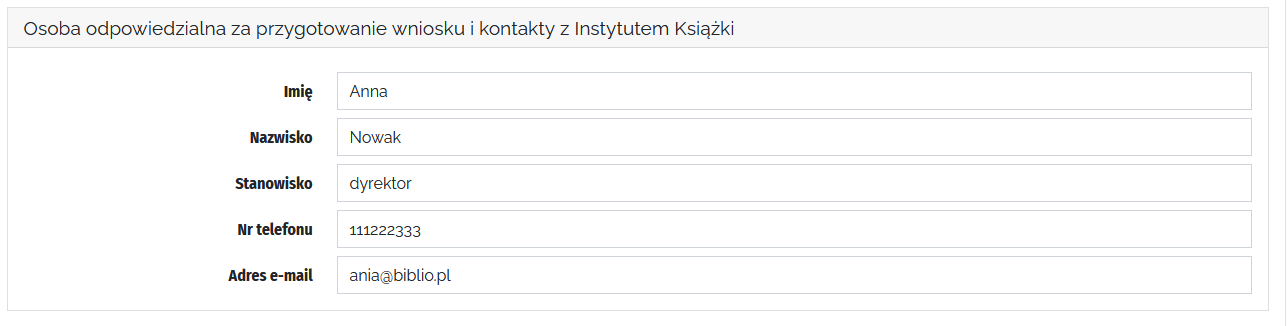 Osoba odpowiedzialna za przygotowanie wniosku i kontakty z Instytutem Książki
Imię Anna
Nazwisko Nowak
Stanowisko dyrektor
Nr telefonu 111222333
Adres e-mail ania@biblio.pl